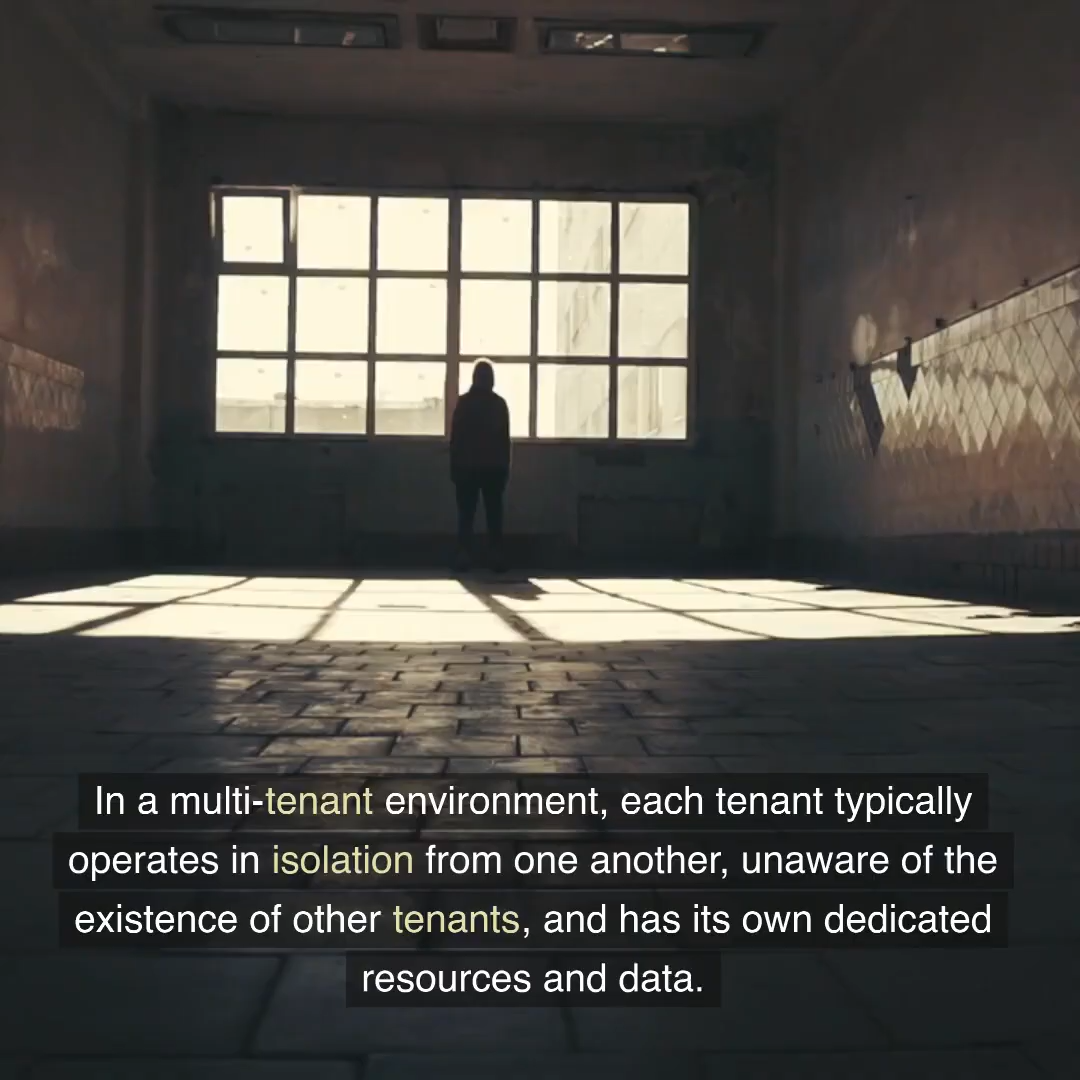 In a multi-tenant environment, each tenant typically
operates in isolation from one another, unaware of the
existence of other tenants, and has its own dedicated
resources and data.